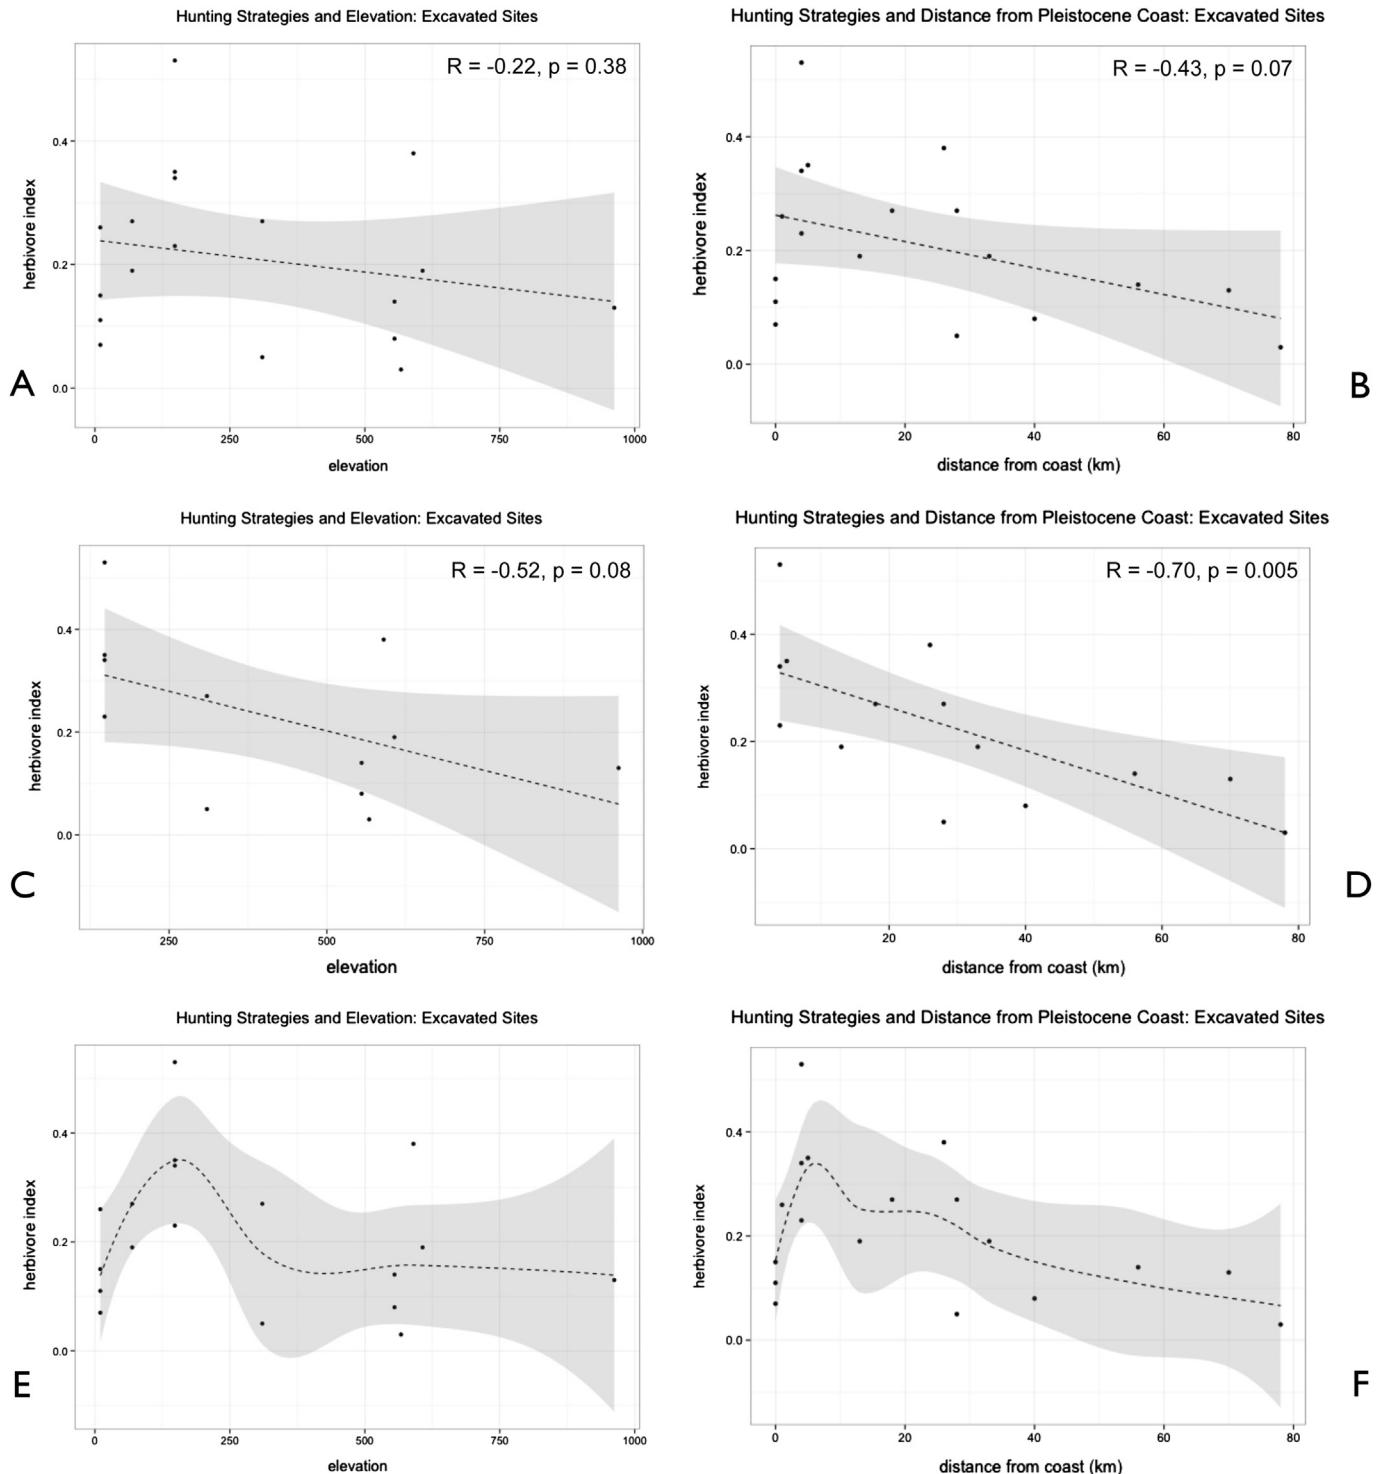 Hunting Strategies and Elevation: Excavated Sites
R = -0.22, p = 0.38
herbivore index
0.4
0.2
0.0
0 250 500 750 1000
elevation
A
Hunting Strategies and Distance from Pleistocene Coast: Excavated Sites
R = -0.43, p = 0.07
herbivore index
0.4
0.2
0.0
0 20 40 60 80
distance from coast (km)
B
Hunting Strategies and Elevation: Excavated Sites
R = -0.52, p = 0.08
herbivore index
0.4
0.2
0.0
250 500 750 1000
elevation
C
Hunting Strategies and Distance from Pleistocene Coast: Excavated Sites
R = -0.70, p = 0.005
herbivore index
0.4
0.2
0.0
20 40 60 80
distance from coast (km)
D
Hunting Strategies and Elevation: Excavated Sites
herbivore index
0.4
0.2
0.0
0 250 500 750 1000
elevation
E
Hunting Strategies and Distance from Pleistocene Coast: Excavated Sites
herbivore index
0.4
0.2
0.0
0 20 40 60 80
distance from coast (km)
F